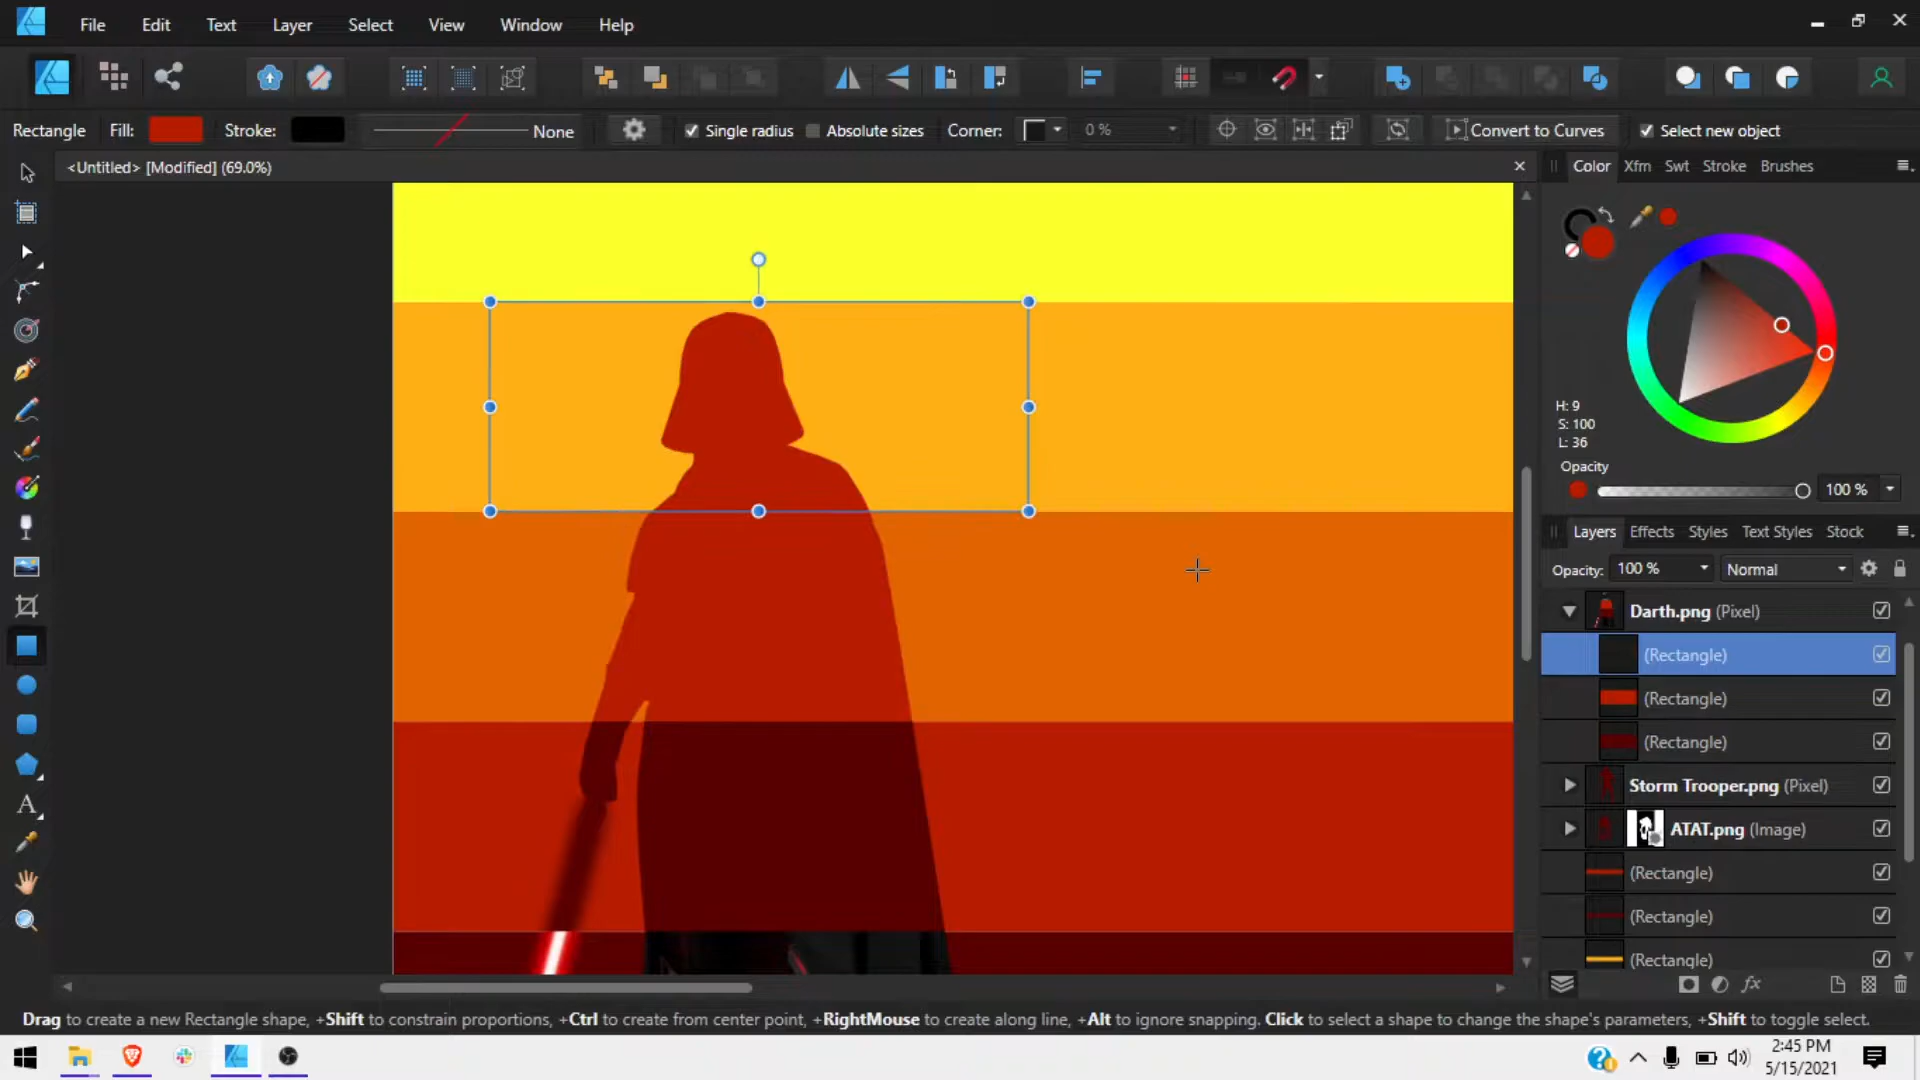 File Edit Text Layer Select View Window Help
Rectangle Fill: Stroke: None Single radius Absolute sizes Corner: 0 % Convert to Curves Select new object
<Untitled> [Modified] (69.0%)
Color Xfm Swt Stroke Brushes
H: 9
S: 100
L: 36
Opacity
100 %
Layers Effects Styles Text Styles Stock
Opacity: 100 % Normal
Darth.png (Pixel)
(Rectangle)
(Rectangle)
(Rectangle)
Storm Trooper.png (Pixel)
ATAT.png (Image)
(Rectangle)
(Rectangle)
(Rectangle)
fx
Drag to create a new Rectangle shape, +Shift to constrain proportions, +Ctrl to create from center point, +RightMouse to create along line, +Alt to ignore snapping. Click to select a shape to change the shape's parameters, +Shift to toggle select.
2:45 PM
5/15/2021